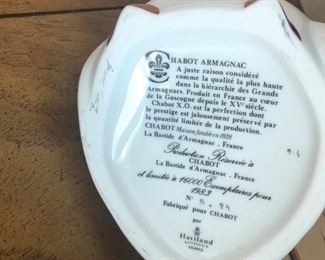 CHABOT ARMAGNAC
A juste raison considéré
comme la qualité la plus haute
dans la hiérarchie des Grands
Armagnacs. Produit en France au cœur
de la Gascogne depuis le XVe siècle.
Chabot X.O. est la perfection dont
le prestige est jalousement préservé par
la quantité limitée de la production.
CHABOT Maison fondée en 1828
La Bastide d'Armagnac - France
Production Réservée à
CHABOT
La Bastide d'Armagnac - France
et limitée à 16000 Exemplaires pour
1983
N° S. 24
Fabriqué pour CHABOT
par
Haviland
LIMOGES
FRANCE